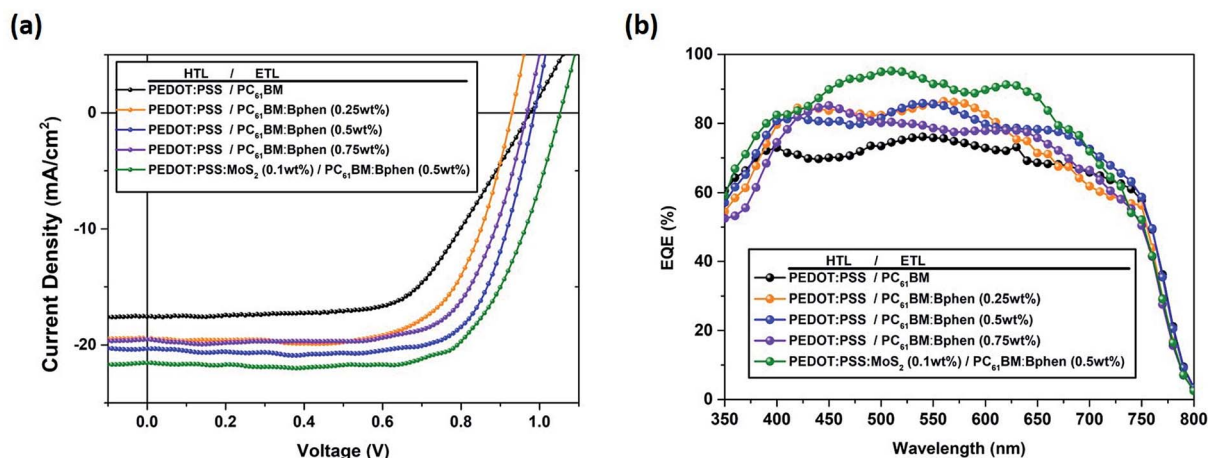 (a)
HTL / ETL
PEDOT:PSS / PC₆₁BM
PEDOT:PSS / PC₆₁BM:Bphen (0.25wt%)
PEDOT:PSS / PC₆₁BM:Bphen (0.5wt%)
PEDOT:PSS / PC₆₁BM:Bphen (0.75wt%)
PEDOT:PSS:MoS₂ (0.1wt%) / PC₆₁BM:Bphen (0.5wt%)
Current Density (mA/cm²)
0
-10
-20
0.0 0.2 0.4 0.6 0.8 1.0
Voltage (V)
(b)
EQE (%)
100
80
60
40
20
0
HTL / ETL
PEDOT:PSS / PC₆₁BM
PEDOT:PSS / PC₆₁BM:Bphen (0.25wt%)
PEDOT:PSS / PC₆₁BM:Bphen (0.5wt%)
PEDOT:PSS / PC₆₁BM:Bphen (0.75wt%)
PEDOT:PSS:MoS₂ (0.1wt%) / PC₆₁BM:Bphen (0.5wt%)
350 400 450 500 550 600 650 700 750 800
Wavelength (nm)